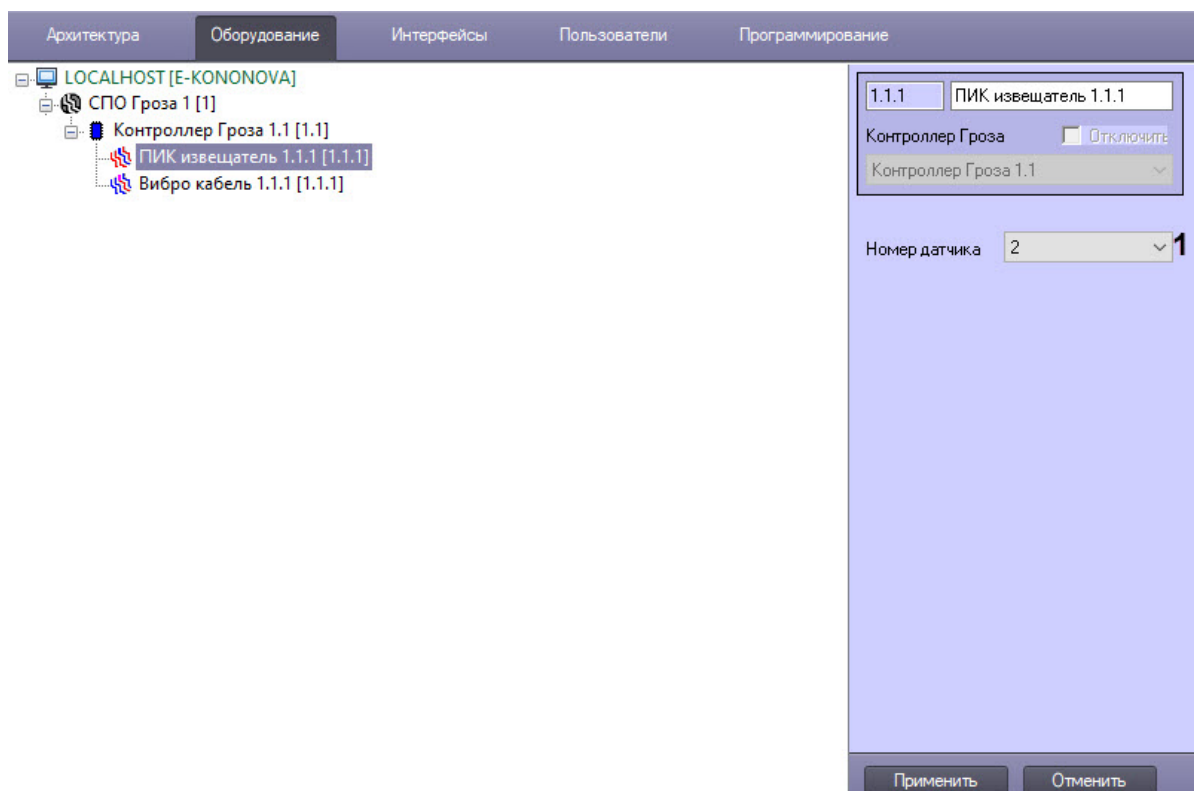 Архитектура Оборудование Интерфейсы Пользователи Программирование
LOCALHOST [E-KONONOVA]
СПО Гроза 1 [1]
Контроллер Гроза 1.1 [1.1]
ПИК извещатель 1.1.1 [1.1.1]
Вибро кабель 1.1.1 [1.1.1]
1.1.1 ПИК извещатель 1.1.1
Контроллер Гроза Отключить
Контроллер Гроза 1.1
Номер датчика 2 1
Применить Отменить